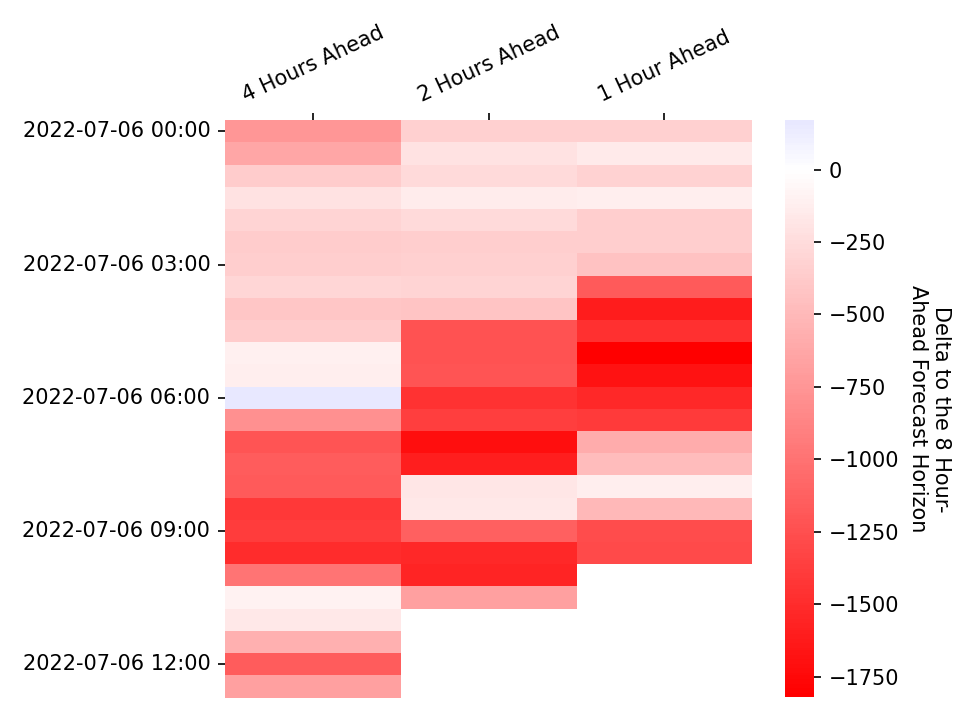 4 Hours Ahead
2 Hours Ahead
1 Hour Ahead
2022-07-06 00:00
2022-07-06 03:00
2022-07-06 06:00
2022-07-06 09:00
2022-07-06 12:00
0
−250
−500
−750
−1000
−1250
−1500
−1750
Delta to the 8 Hour-
Ahead Forecast Horizon